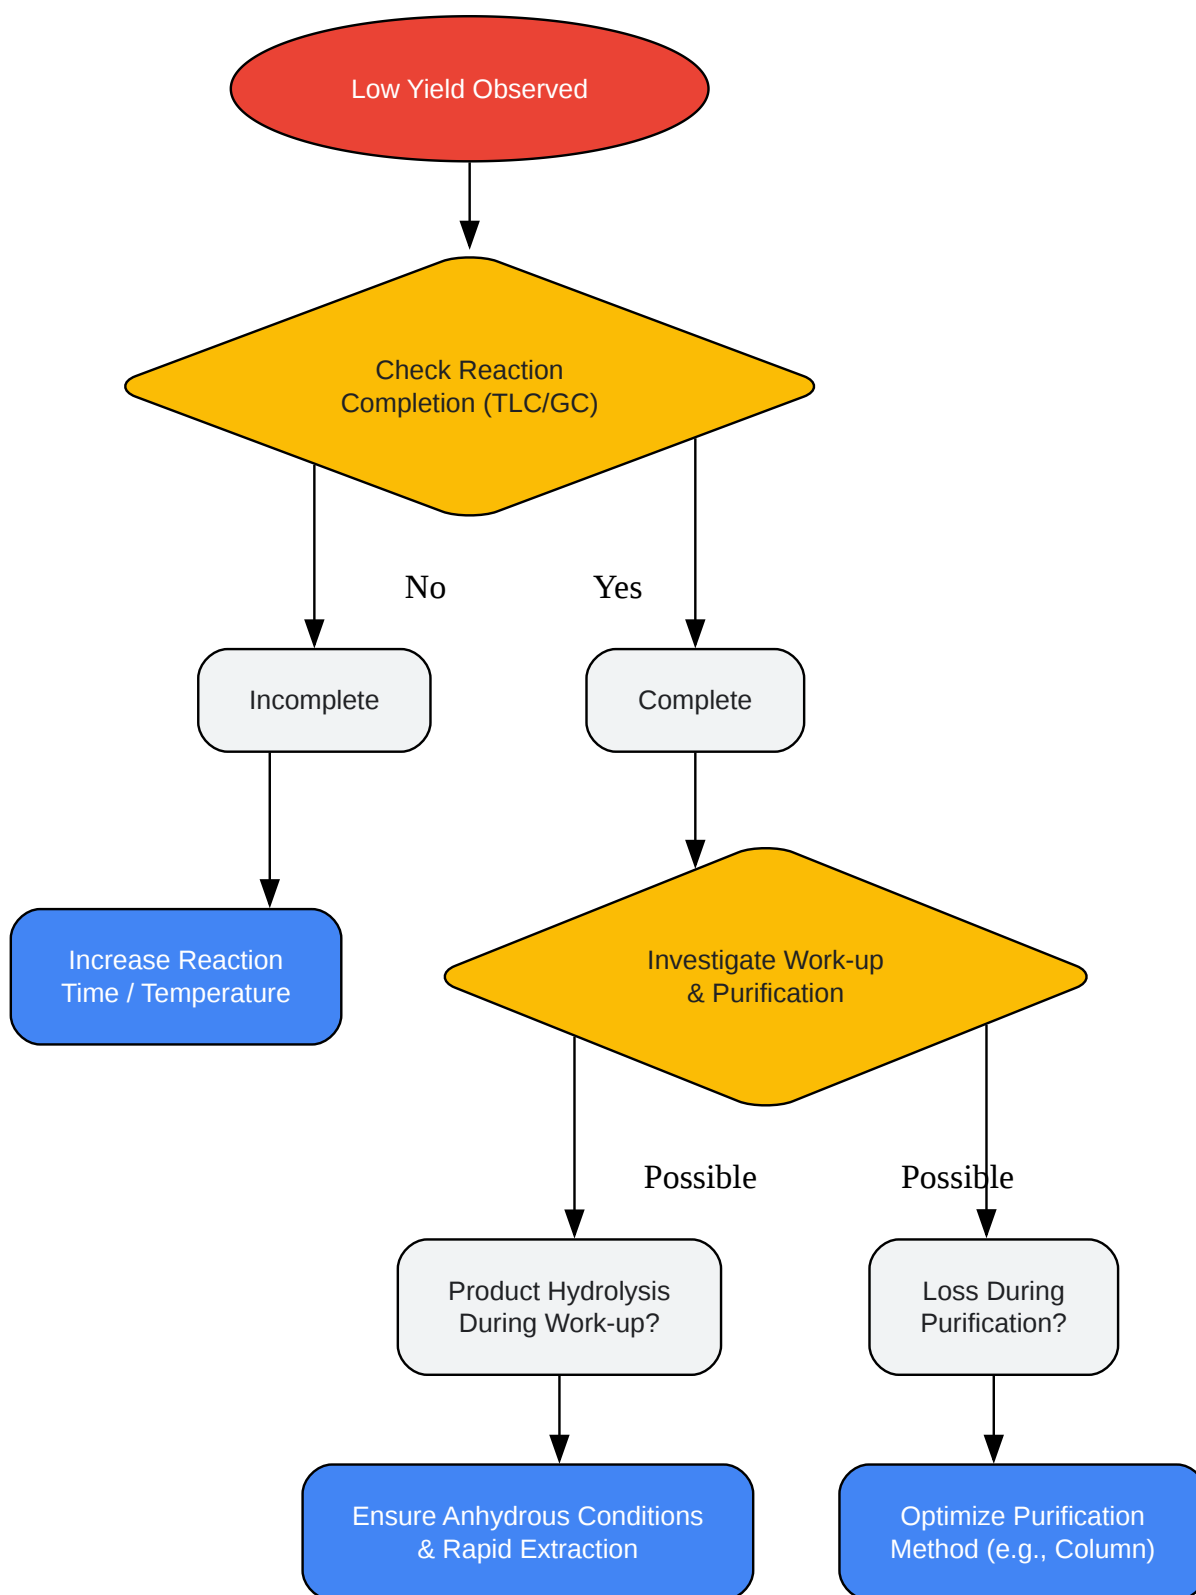 Low Yield Observed
Check Reaction
Completion (TLC/GC)
No
Yes
Incomplete
Complete
Increase Reaction
Time / Temperature
Investigate Work-up
& Purification
Possible
Possible
Product Hydrolysis
During Work-up?
Loss During
Purification?
Ensure Anhydrous Conditions
& Rapid Extraction
Optimize Purification
Method (e.g., Column)